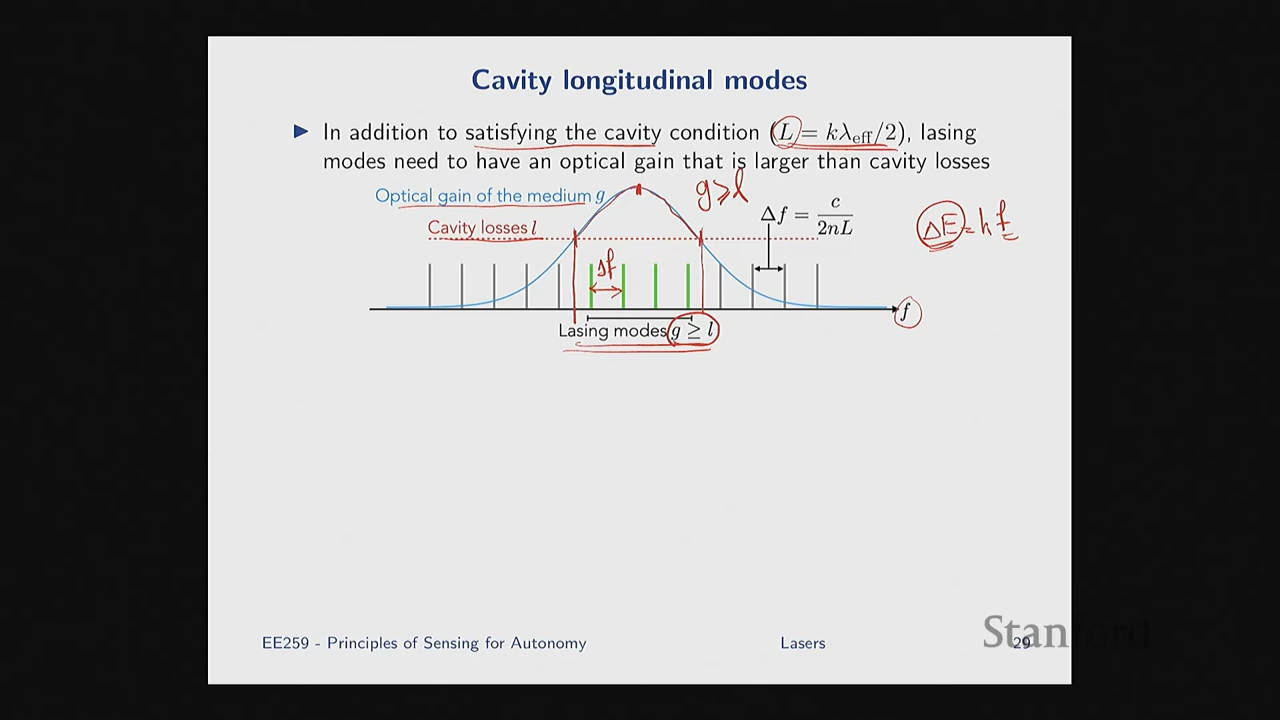 Cavity longitudinal modes
In addition to satisfying the cavity condition (L = kλeff/2), lasing
modes need to have an optical gain that is larger than cavity losses
Optical gain of the medium g
g≥l
Δf = c/2nL
Cavity losses l
ΔE = hf
Δf
f
Lasing modes g ≥ l
EE259 - Principles of Sensing for Autonomy
Lasers
29
Stanford